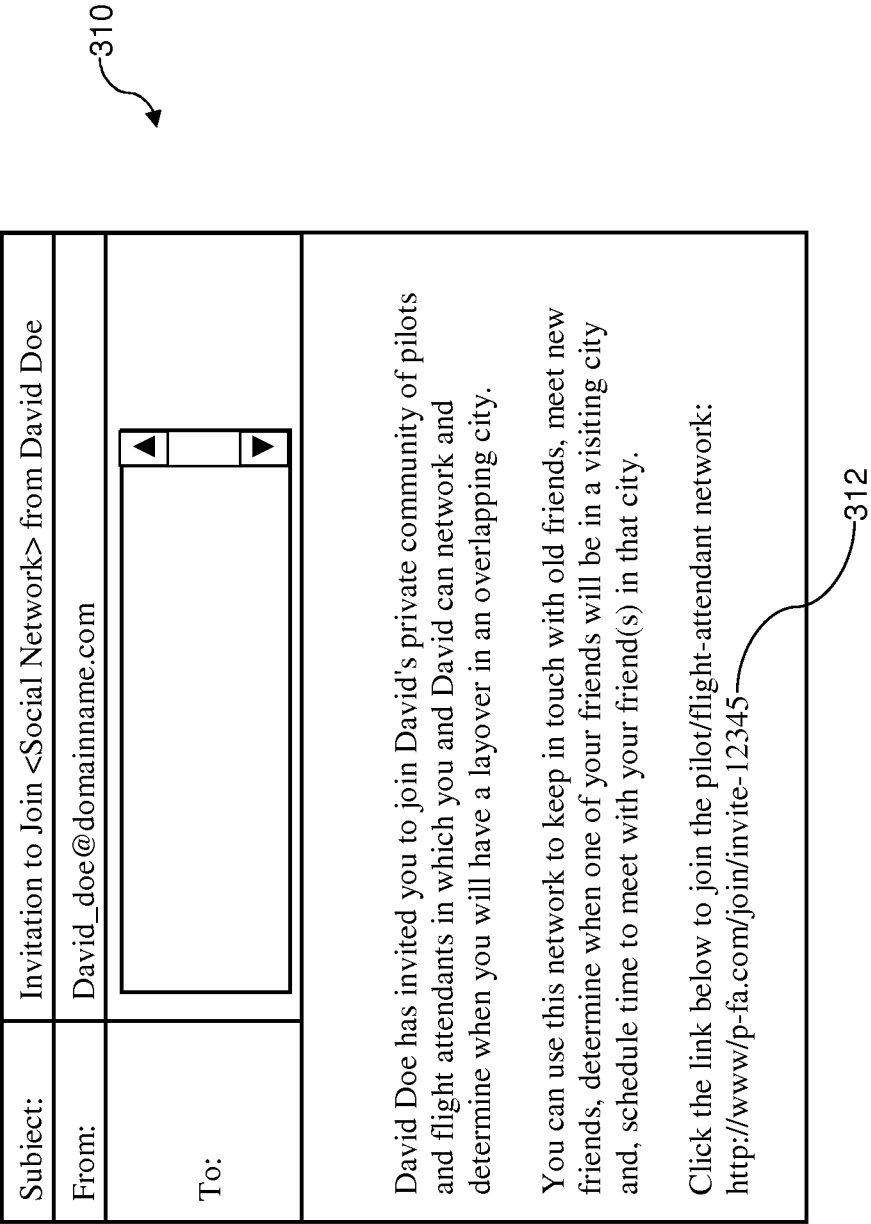 310
Subject: Invitation to Join <Social Network> from David Doe
From: David_doe@domainname.com
To:
David Doe has invited you to join David's private community of pilots
and flight attendants in which you and David can network and
determine when you will have a layover in an overlapping city.
You can use this network to keep in touch with old friends, meet new
friends, determine when one of your friends will be in a visiting city
and, schedule time to meet with your friend(s) in that city.
Click the link below to join the pilot/flight-attendant network:
http://www/p-fa.com/join/invite-12345
312